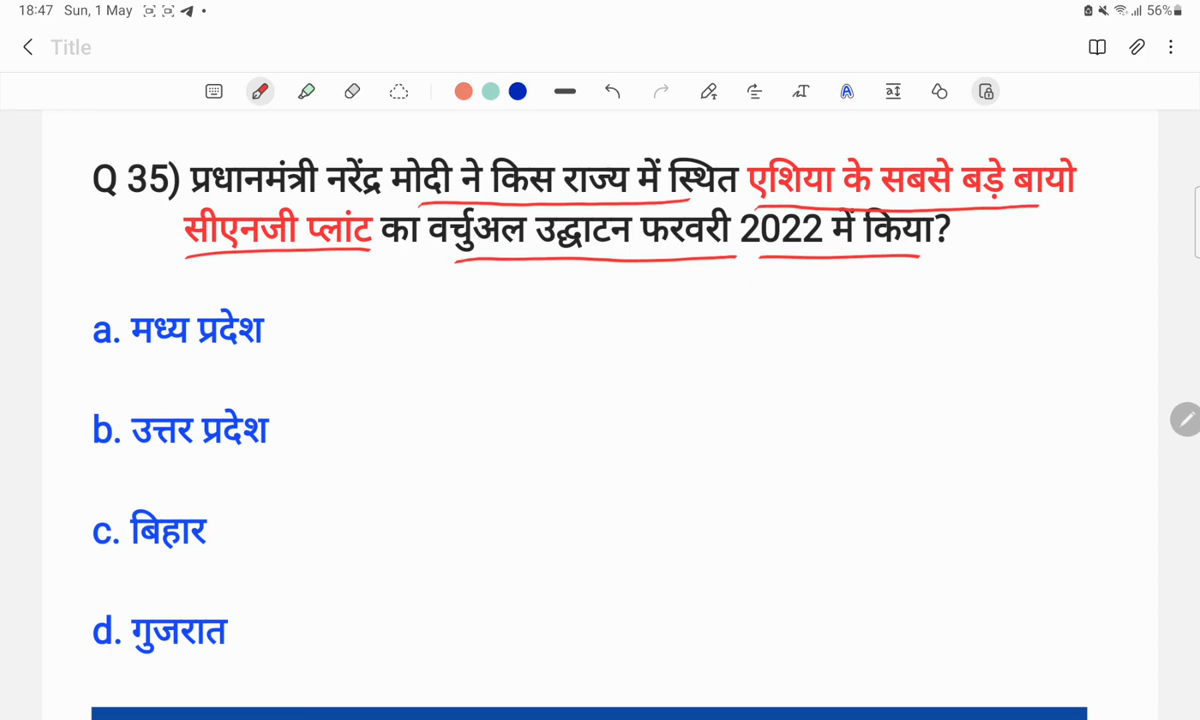 18:47 Sun, 1 May 56%
Title
Q 35) प्रधानमंत्री नरेंद्र मोदी ने किस राज्य में स्थित एशिया के सबसे बड़े बायो
सीएनजी प्लांट का वर्चुअल उद्घाटन फरवरी 2022 में किया?
a. मध्य प्रदेश
b. उत्तर प्रदेश
c. बिहार
d. गुजरात